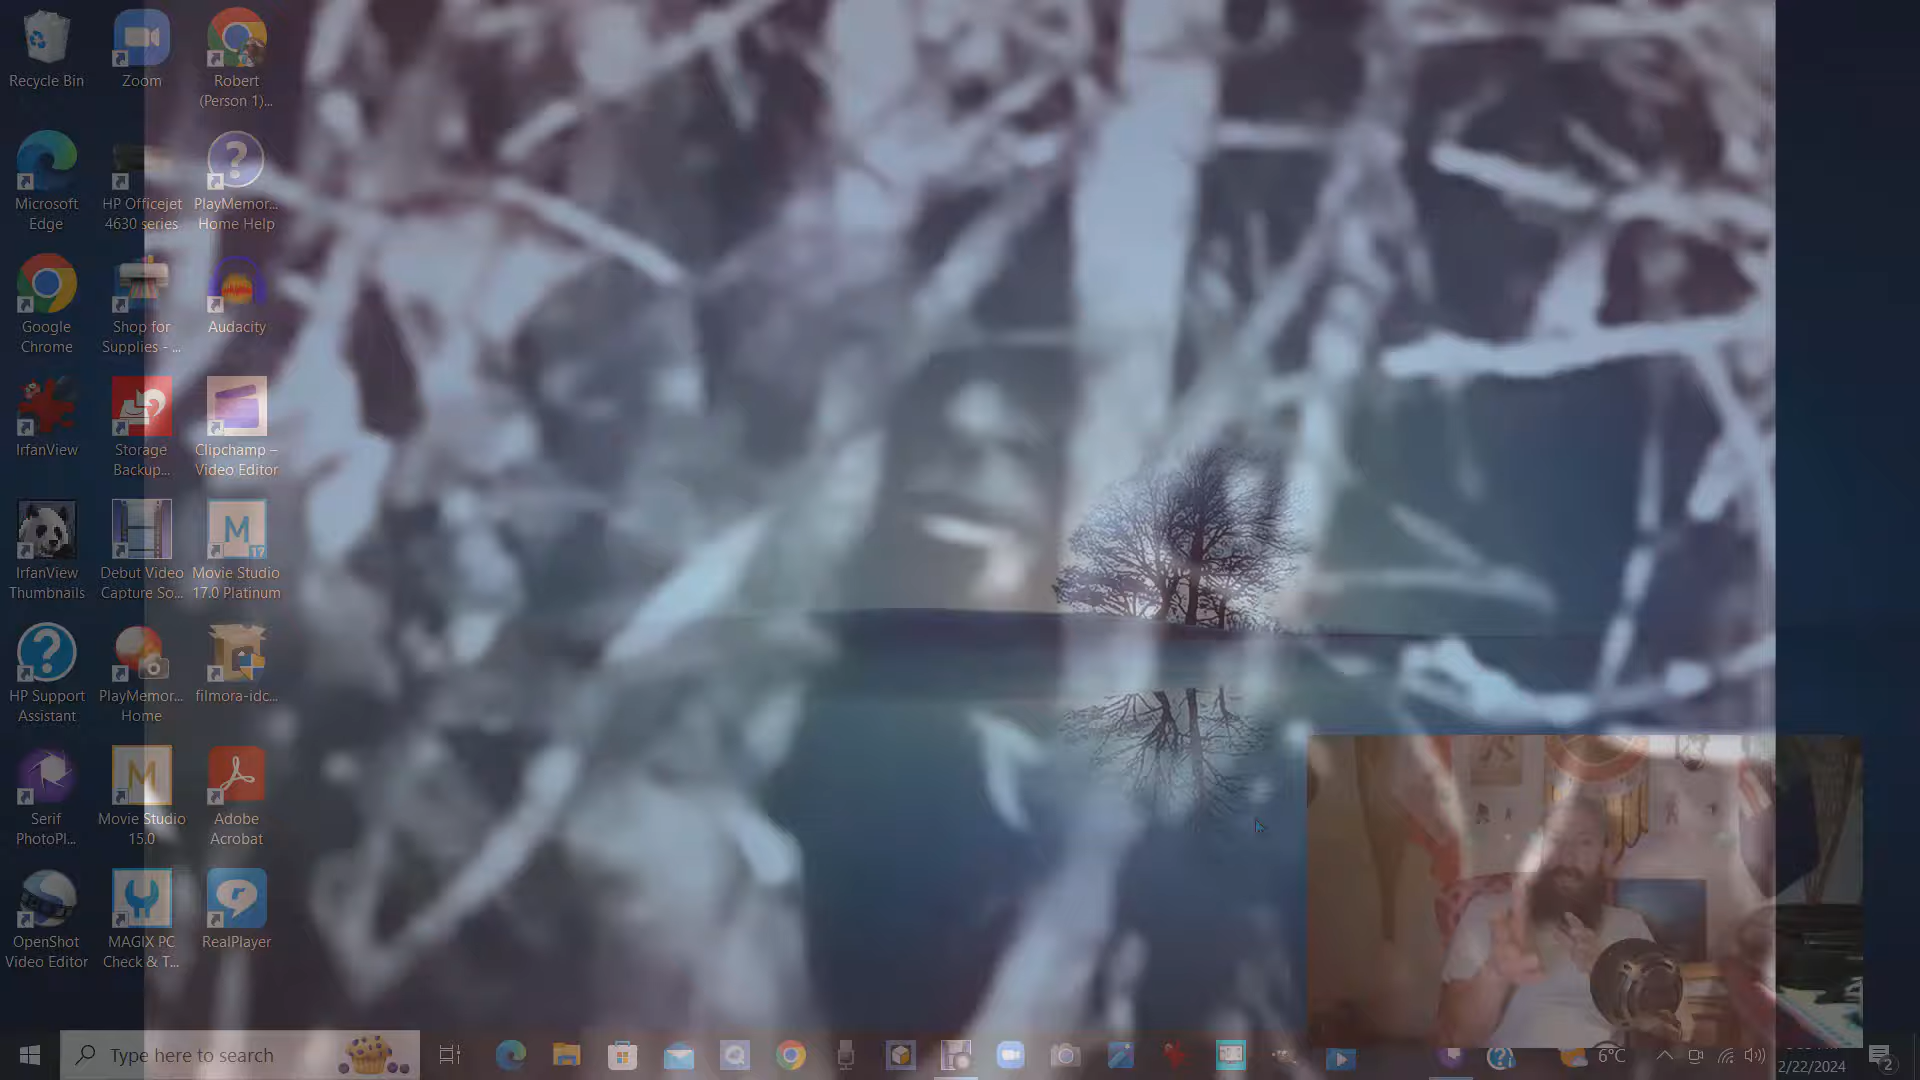 Recycle Bin
Zoom
Robert
(Person 1)...
Microsoft
Edge
HP Officejet
4630 series
PlayMemor...
Home Help
Google
Chrome
Shop for
Supplies - ...
Audacity
IrfanView
Storage
Backup...
Clipchamp –
Video Editor
IrfanView
Thumbnails
Debut Video
Capture So...
Movie Studio
17.0 Platinum
HP Support
Assistant
PlayMemor...
Home
filmora-idc...
Serif
PhotoPl...
Movie Studio
15.0
Adobe
Acrobat
OpenShot
Video Editor
MAGIX PC
Check & T...
RealPlayer
Type here to search
6°C
2/22/2024
2